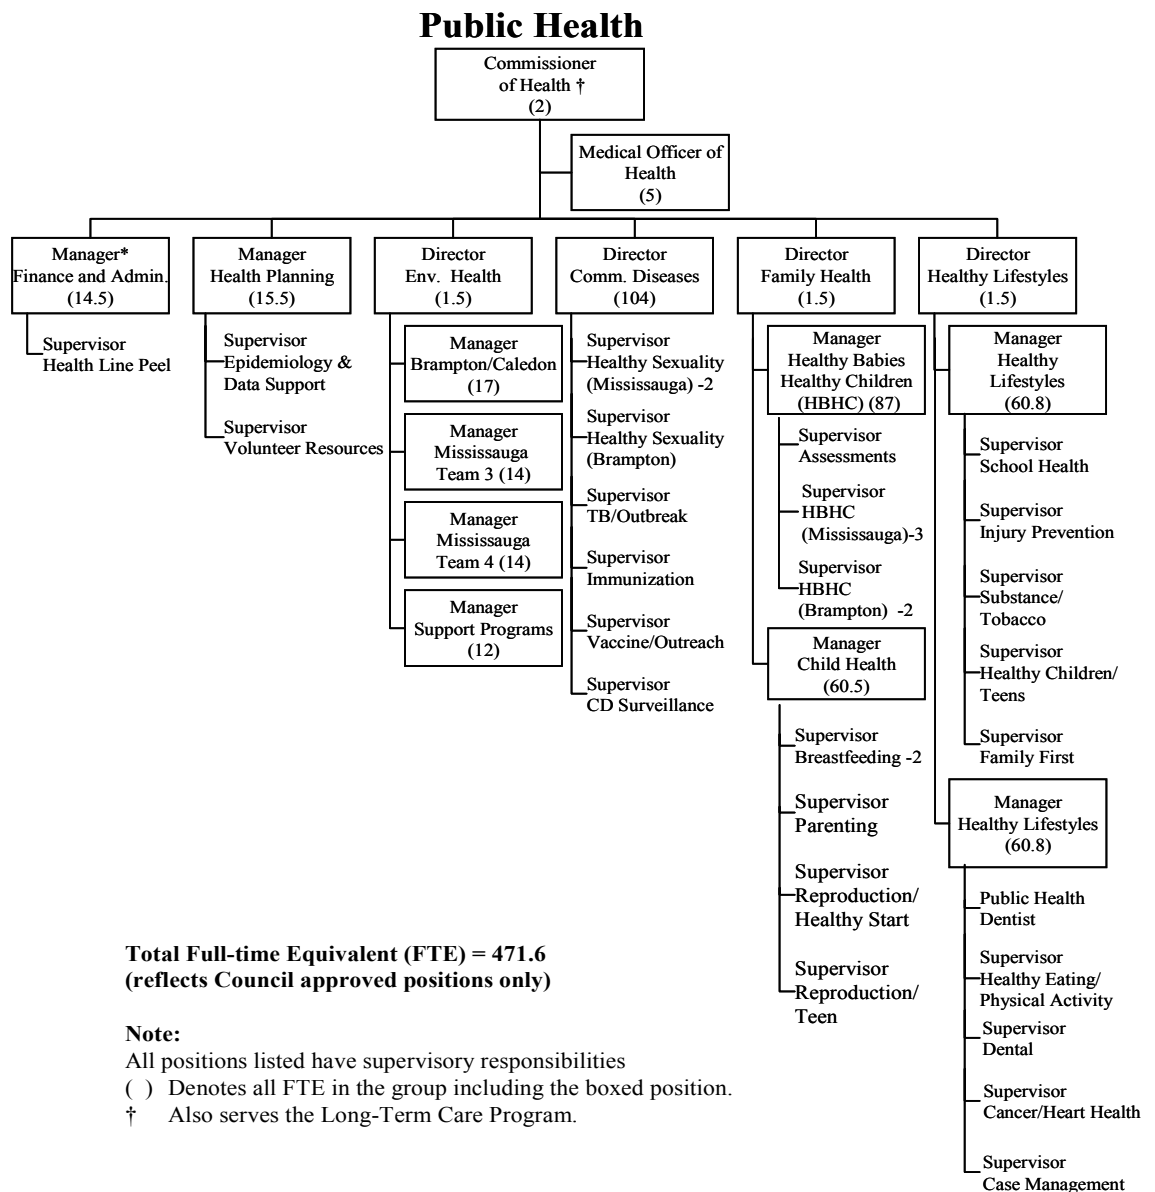 Public Health
Commissioner
of Health †
(2)
Medical Officer of
Health
(5)
Manager*
Finance and Admin.
(14.5)
Supervisor
Health Line Peel
Manager
Health Planning
(15.5)
Supervisor
Epidemiology &
Data Support
Supervisor
Volunteer Resources
Director
Env. Health
(1.5)
Manager
Brampton/Caledon
(17)
Manager
Mississauga
Team 3 (14)
Manager
Mississauga
Team 4 (14)
Manager
Support Programs
(12)
Director
Comm. Diseases
(104)
Supervisor
Healthy Sexuality
(Mississauga) -2
Supervisor
Healthy Sexuality
(Brampton)
Supervisor
TB/Outbreak
Supervisor
Immunization
Supervisor
Vaccine/Outreach
Supervisor
CD Surveillance
Director
Family Health
(1.5)
Manager
Healthy Babies
Healthy Children
(HBHC) (87)
Supervisor
Assessments
Supervisor
HBHC
(Mississauga)-3
Supervisor
HBHC
(Brampton) -2
Manager
Child Health
(60.5)
Supervisor
Breastfeeding -2
Supervisor
Parenting
Supervisor
Reproduction/
Healthy Start
Supervisor
Reproduction/
Teen
Director
Healthy Lifestyles
(1.5)
Manager
Healthy
Lifestyles
(60.8)
Supervisor
School Health
Supervisor
Injury Prevention
Supervisor
Substance/
Tobacco
Supervisor
Healthy Children/
Teens
Supervisor
Family First
Manager
Healthy Lifestyles
(60.8)
Public Health
Dentist
Supervisor
Healthy Eating/
Physical Activity
Supervisor
Dental
Supervisor
Cancer/Heart Health
Supervisor
Case Management
Total Full-time Equivalent (FTE) = 471.6
(reflects Council approved positions only)
Note:
All positions listed have supervisory responsibilities
( ) Denotes all FTE in the group including the boxed position.
† Also serves the Long-Term Care Program.